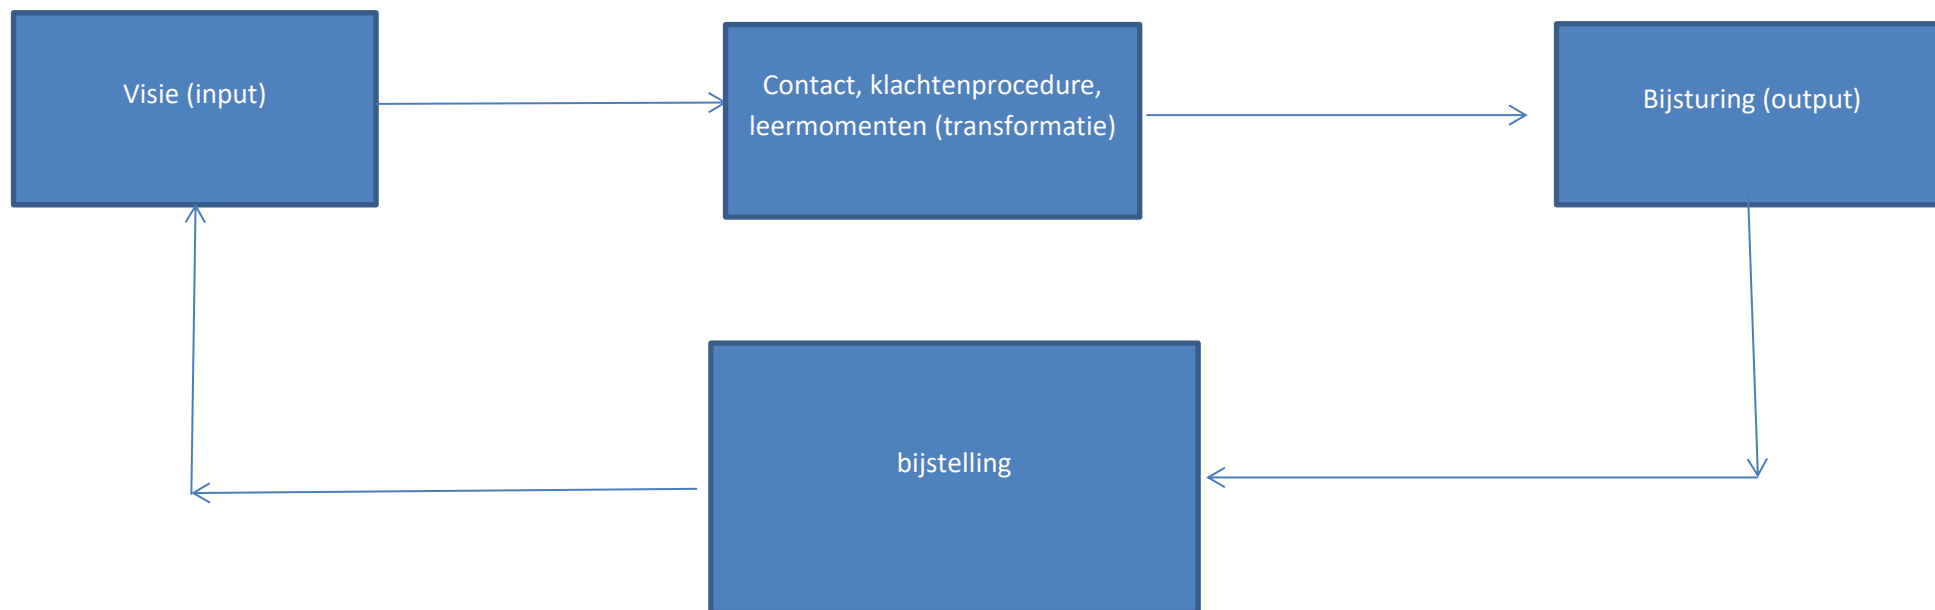 Visie (input)
Contact, klachtenprocedure,
leermomenten (transformatie)
Bijsturing (output)
bijstelling